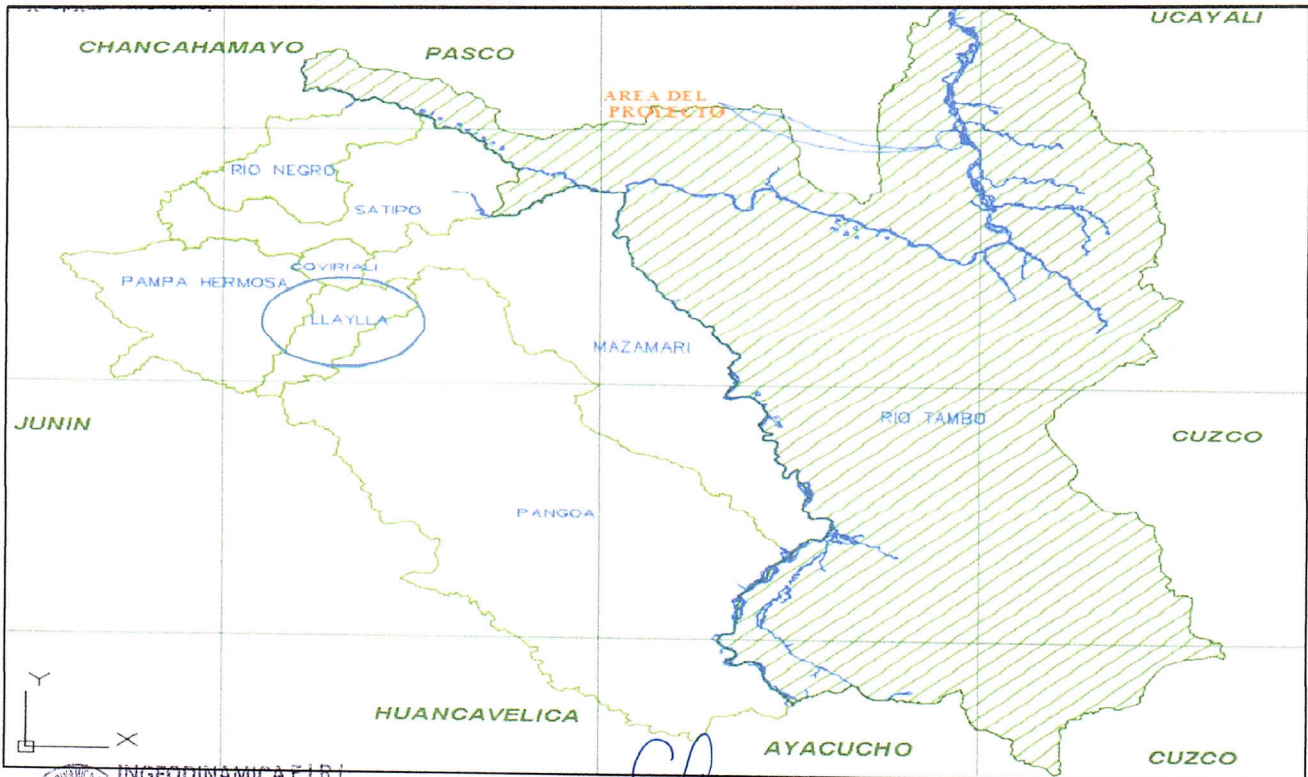 UCAYALI
CHANCAHAMAYO
PASCO
AREA DEL
PROYECTO
RIO NEGRO
SATIPO
COVIRIALI
PAMPA HERMOSA
LLAYLLA
MAZAMARI
RIO TAMBO
JUNIN
CUZCO
PANGOA
Y
X
HUANCAVELICA
AYACUCHO
CUZCO
INGEODINAMICA E.I.R.L